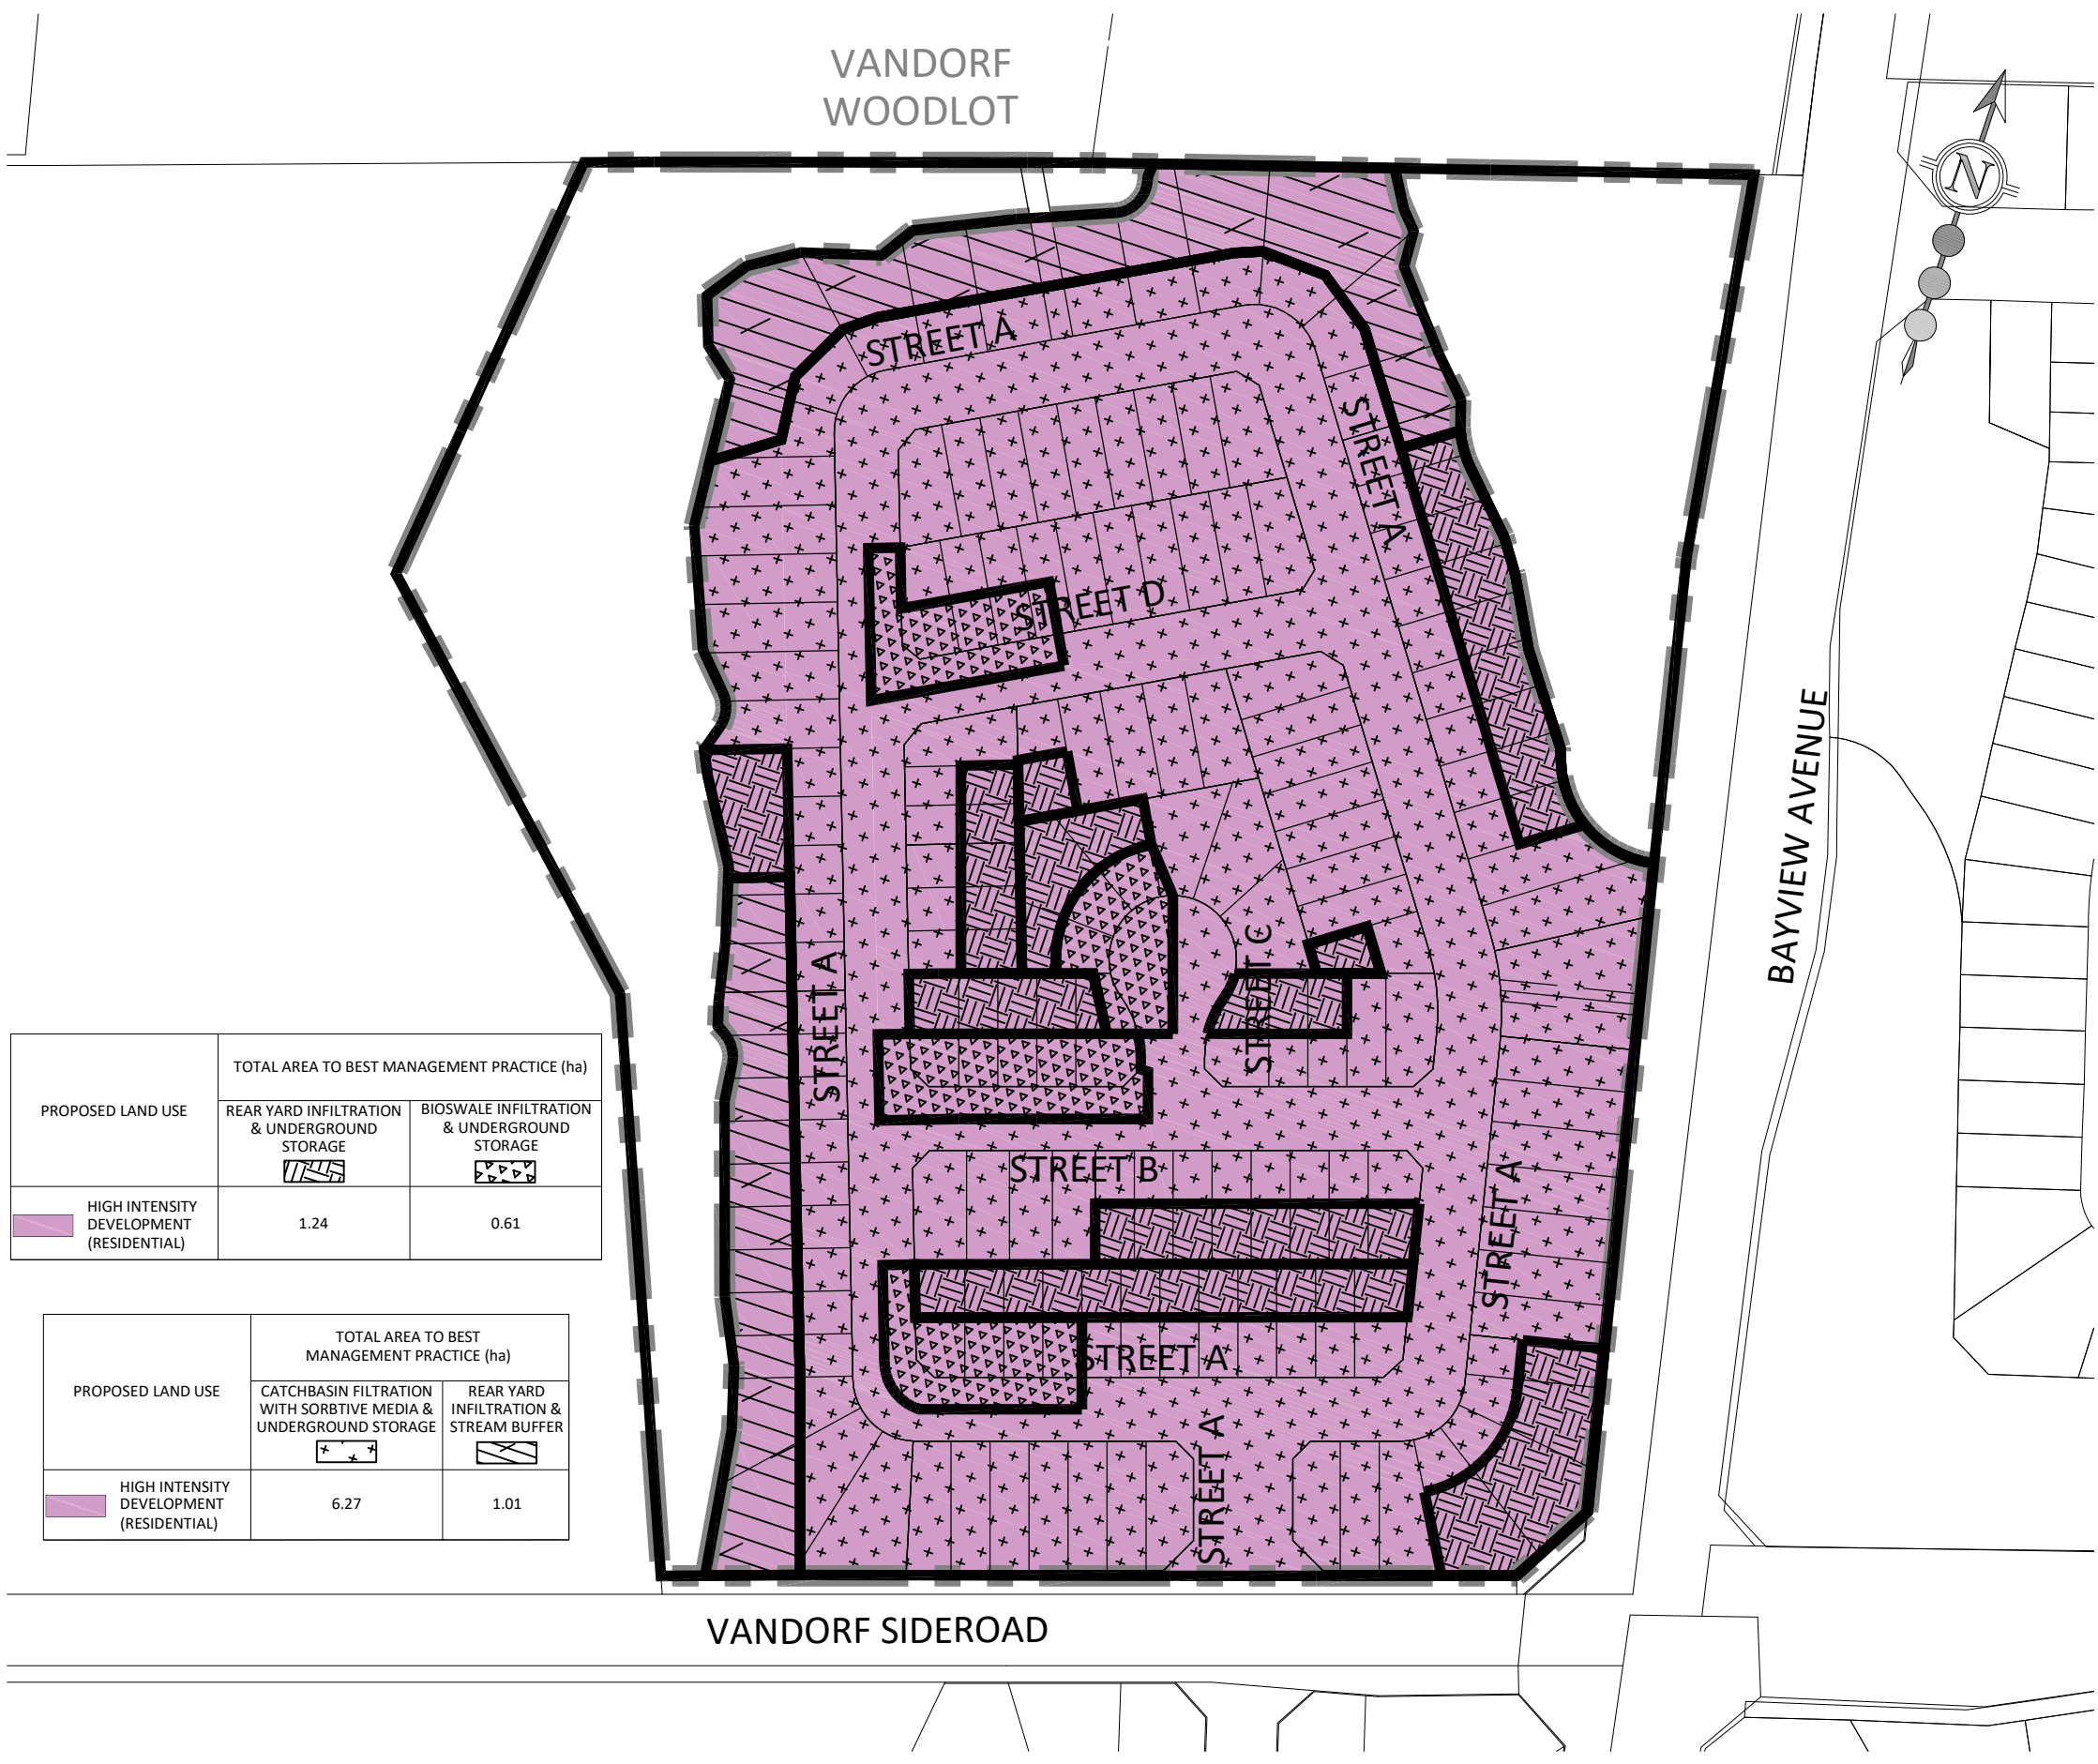 VANDORF
WOODLOT
N
STREET A
STREET A
STREET D
BAYVIEW AVENUE
STREET C
STREET A
STREET B
STREET A
STREET A
STREET A
VANDORF SIDEROAD
PROPOSED LAND USE
TOTAL AREA TO BEST MANAGEMENT PRACTICE (ha)
REAR YARD INFILTRATION
& UNDERGROUND
STORAGE
BIOSWALE INFILTRATION
& UNDERGROUND
STORAGE
HIGH INTENSITY
DEVELOPMENT
(RESIDENTIAL)
1.24
0.61
PROPOSED LAND USE
TOTAL AREA TO BEST
MANAGEMENT PRACTICE (ha)
CATCHBASIN FILTRATION
WITH SORBTIVE MEDIA &
UNDERGROUND STORAGE
REAR YARD
INFILTRATION &
STREAM BUFFER
HIGH INTENSITY
DEVELOPMENT
(RESIDENTIAL)
6.27
1.01